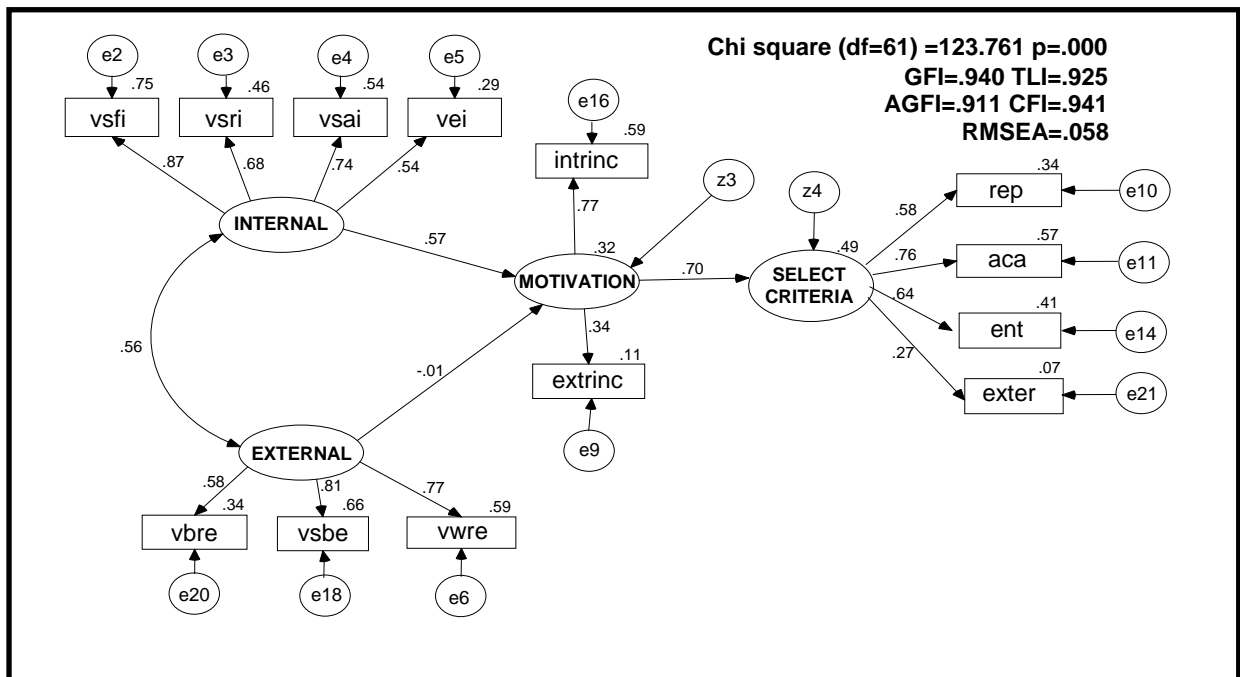 Chi square (df=61) =123.761 p=.000
GFI=.940 TLI=.925
AGFI=.911 CFI=.941
RMSEA=.058
e2
e3
e4
e5
.75
.46
.54
.29
vsfi
vsri
vsai
vei
.87
.68
.74
.54
INTERNAL
e16
.59
intrinc
.77
z3
z4
.57
.32
MOTIVATION
.70
.49
SELECT
CRITERIA
.34
rep
e10
.58
.57
aca
e11
.76
.41
ent
e14
.64
.07
exter
e21
.27
.34
.11
extrinc
e9
.56
-.01
EXTERNAL
.58
.81
.77
.34
.66
.59
vbre
vsbe
vwre
e20
e18
e6